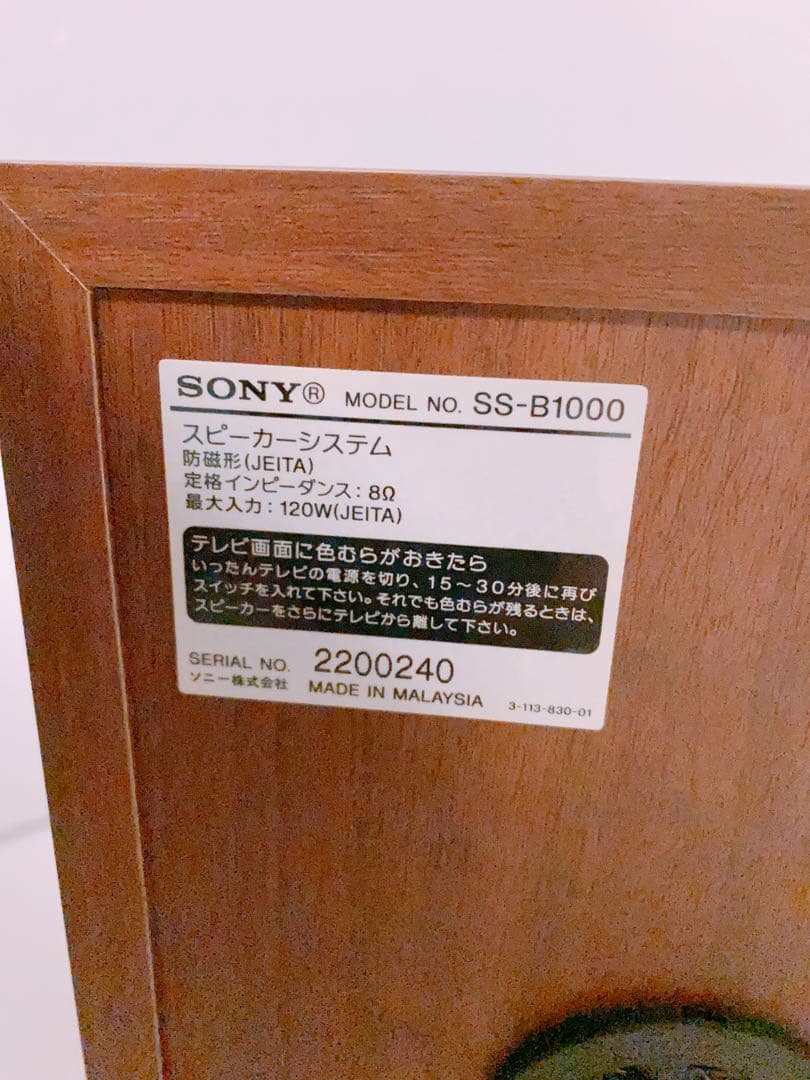 SONY® MODEL NO. SS-B1000
スピーカーシステム
防磁形(JEITA)
定格インピーダンス：8Ω
最大入力：120W(JEITA)
テレビ画面に色むらがおきたら
いったんテレビの電源を切り、15～30分後に再び
スイッチを入れて下さい。それでも色むらが残るときは、
スピーカーをさらにテレビから離して下さい。
SERIAL NO. 2200240
ソニー株式会社 MADE IN MALAYSIA 3-113-830-01